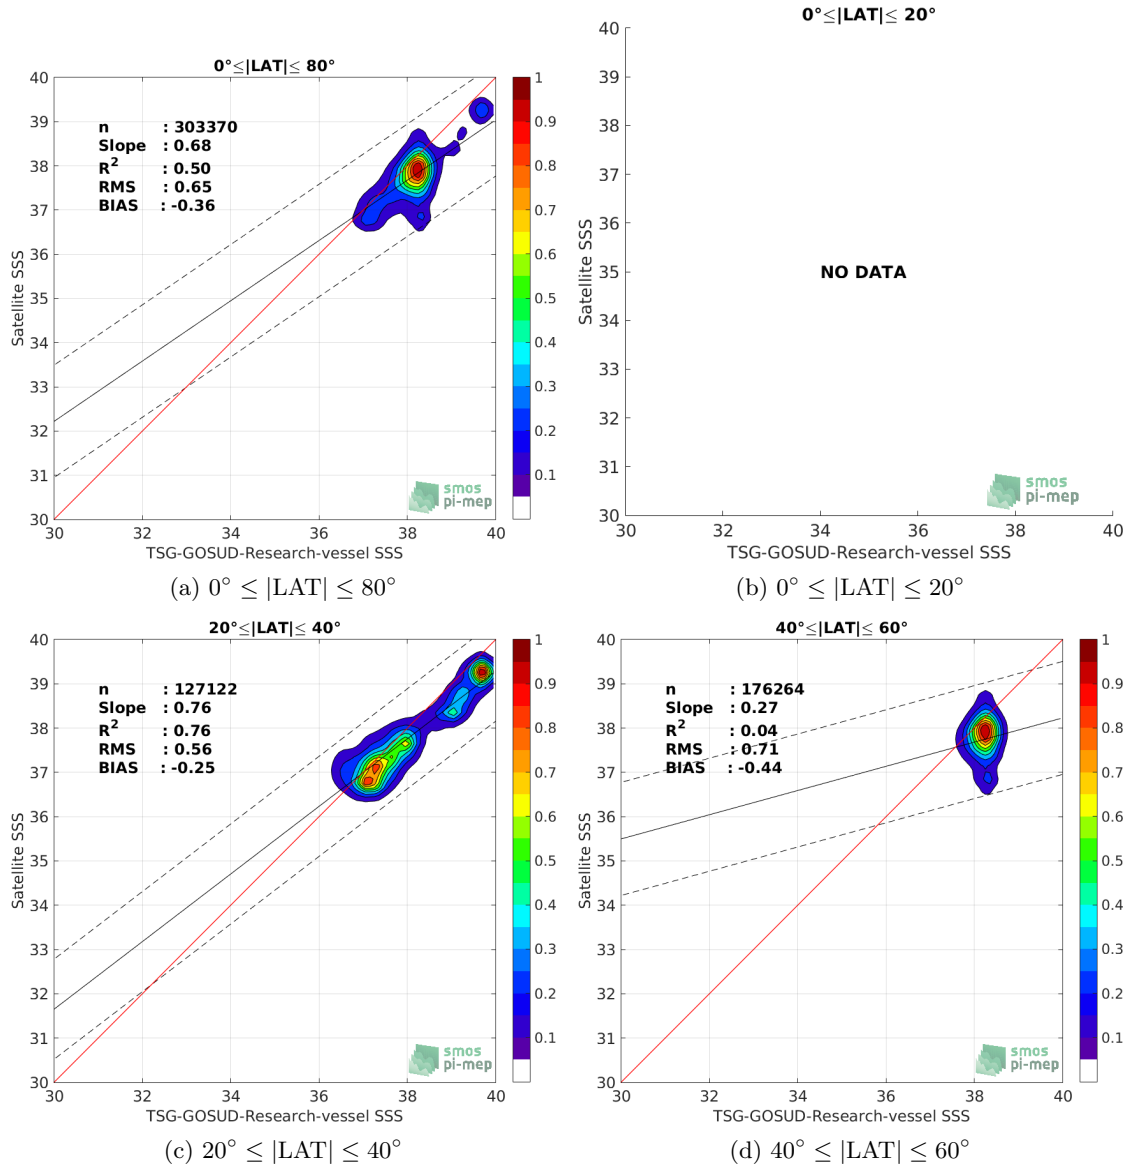 0°≤|LAT|≤ 80°
40
39
38
37
36
35
34
33
32
31
30
Satellite SSS
n : 303370
Slope : 0.68
R² : 0.50
RMS : 0.65
BIAS : -0.36
smos
pi-mep
30 32 34 36 38 40
TSG-GOSUD-Research-vessel SSS
1
0.9
0.8
0.7
0.6
0.5
0.4
0.3
0.2
0.1
(a) 0° ≤ |LAT| ≤ 80°
0°≤|LAT|≤ 20°
40
39
38
37
36
35
34
33
32
31
30
Satellite SSS
NO DATA
smos
pi-mep
30 32 34 36 38 40
TSG-GOSUD-Research-vessel SSS
(b) 0° ≤ |LAT| ≤ 20°
20°≤|LAT|≤ 40°
40
39
38
37
36
35
34
33
32
31
30
Satellite SSS
n : 127122
Slope : 0.76
R² : 0.76
RMS : 0.56
BIAS : -0.25
smos
pi-mep
30 32 34 36 38 40
TSG-GOSUD-Research-vessel SSS
1
0.9
0.8
0.7
0.6
0.5
0.4
0.3
0.2
0.1
(c) 20° ≤ |LAT| ≤ 40°
40°≤|LAT|≤ 60°
40
39
38
37
36
35
34
33
32
31
30
Satellite SSS
n : 176264
Slope : 0.27
R² : 0.04
RMS : 0.71
BIAS : -0.44
smos
pi-mep
30 32 34 36 38 40
TSG-GOSUD-Research-vessel SSS
1
0.9
0.8
0.7
0.6
0.5
0.4
0.3
0.2
0.1
(d) 40° ≤ |LAT| ≤ 60°